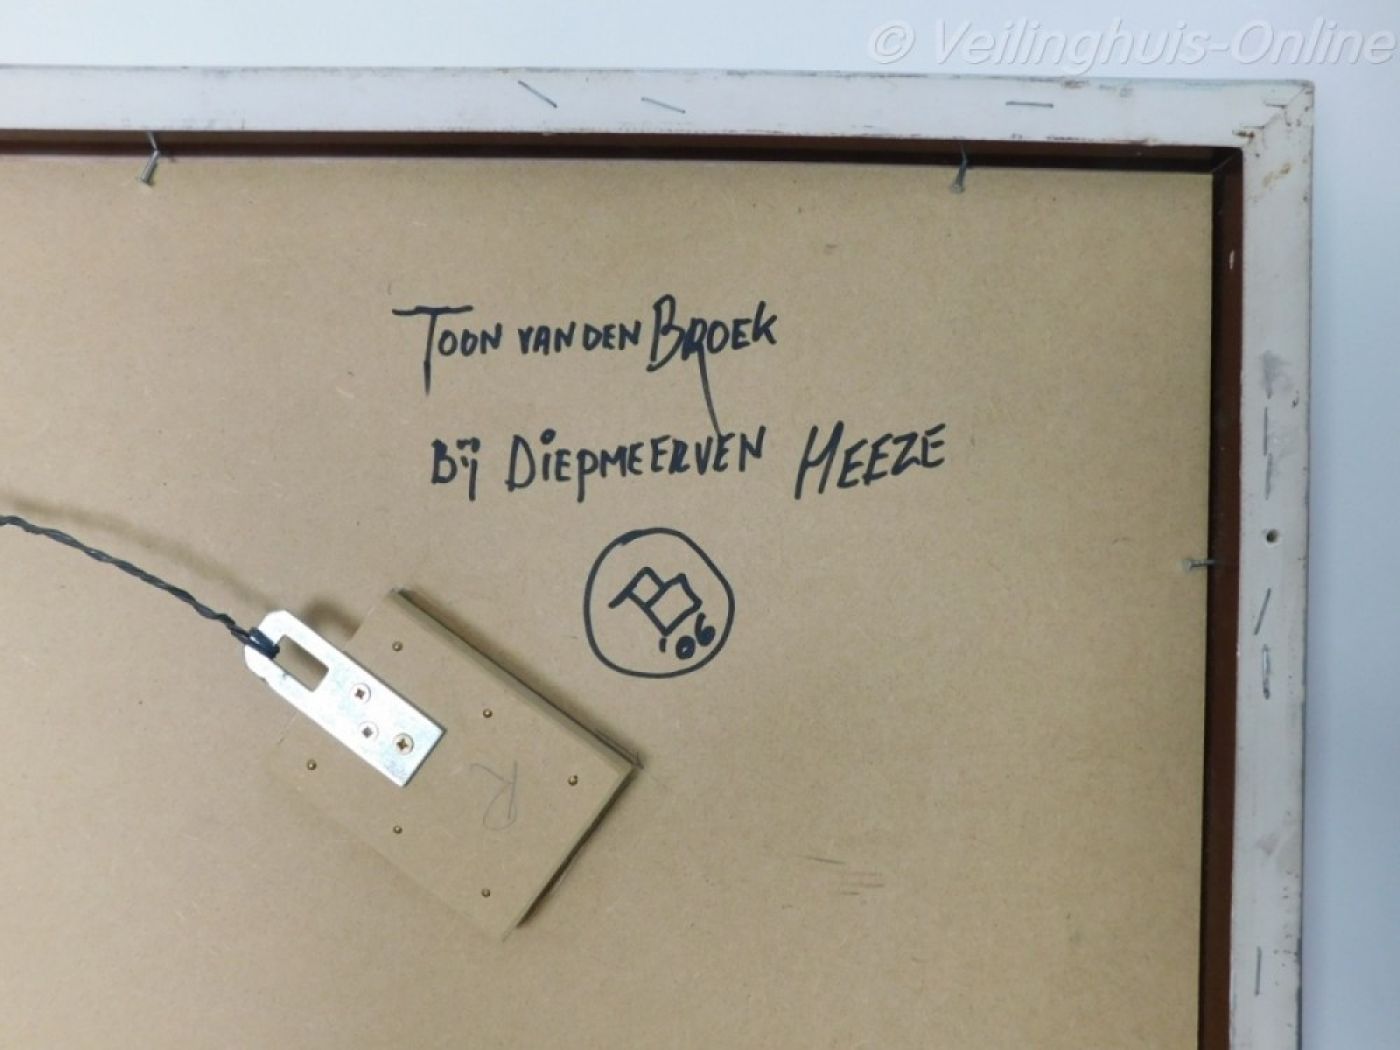 © Veilinghuis-Online
TOON VAN DEN BROEK
Bij DiEPMEERVEN HEEZE
B
'06
R